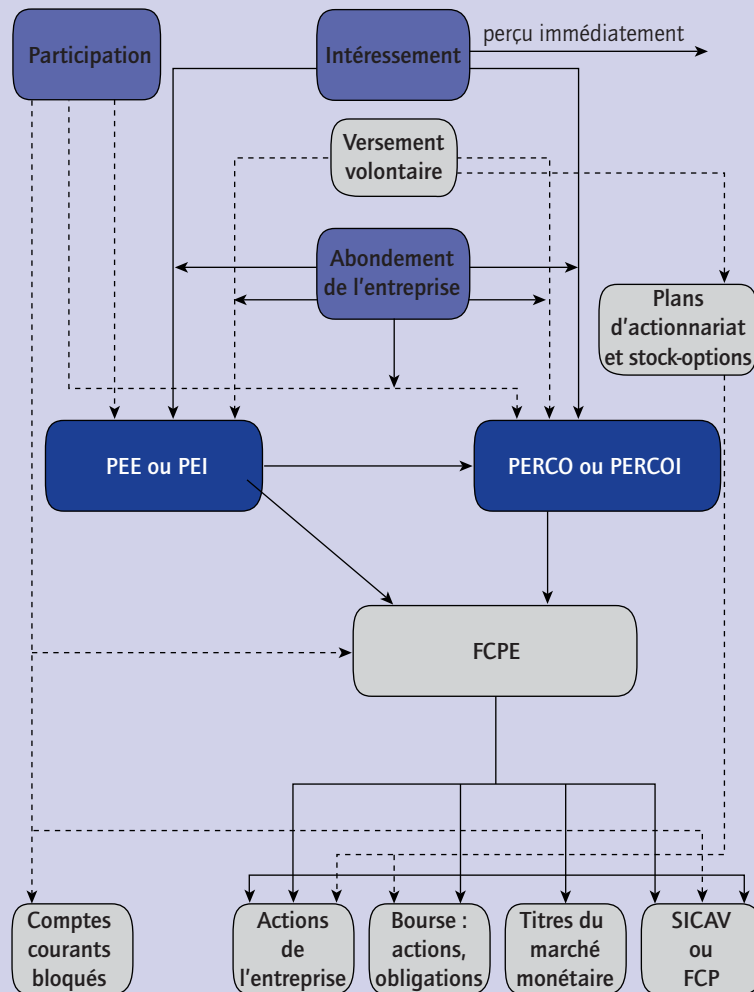 Participation
Intéressement
perçu immédiatement
Versement
volontaire
Abondement
de l'entreprise
Plans
d'actionnariat
et stock-options
PEE ou PEI
PERCO ou PERCOI
FCPE
Comptes
courants
bloqués
Actions
de
l'entreprise
Bourse :
actions,
obligations
Titres du
marché
monétaire
SICAV
ou
FCP